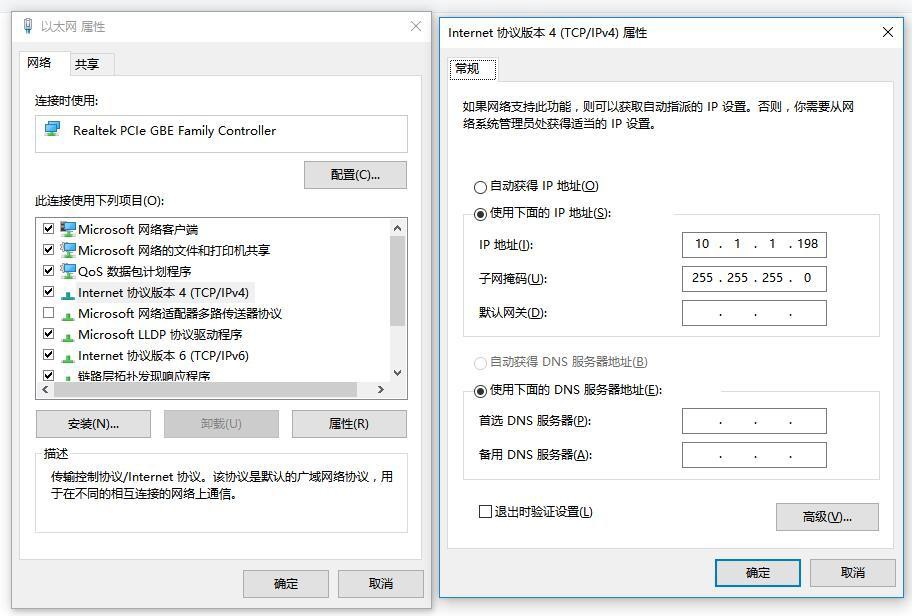 以太网 属性
网络
共享
连接时使用:
Realtek PCIe GBE Family Controller
配置(C)...
此连接使用下列项目(O):
Microsoft 网络客户端
Microsoft 网络的文件和打印机共享
QoS 数据包计划程序
Internet 协议版本 4 (TCP/IPv4)
Microsoft 网络适配器多路传送器协议
Microsoft LLDP 协议驱动程序
Internet 协议版本 6 (TCP/IPv6)
链路层拓扑发现响应程序
安装(N)...
卸载(U)
属性(R)
描述
传输控制协议/Internet 协议。该协议是默认的广域网络协议，用
于在不同的相互连接的网络上通信。
确定
取消
Internet 协议版本 4 (TCP/IPv4) 属性
常规
如果网络支持此功能，则可以获取自动指派的 IP 设置。否则，你需要从网
络系统管理员处获得适当的 IP 设置。
自动获得 IP 地址(O)
使用下面的 IP 地址(S):
IP 地址(I):
10 . 1 . 1 . 198
子网掩码(U):
255 . 255 . 255 . 0
默认网关(D):
. . .
自动获得 DNS 服务器地址(B)
使用下面的 DNS 服务器地址(E):
首选 DNS 服务器(P):
. . .
备用 DNS 服务器(A):
. . .
退出时验证设置(L)
高级(V)...
确定
取消